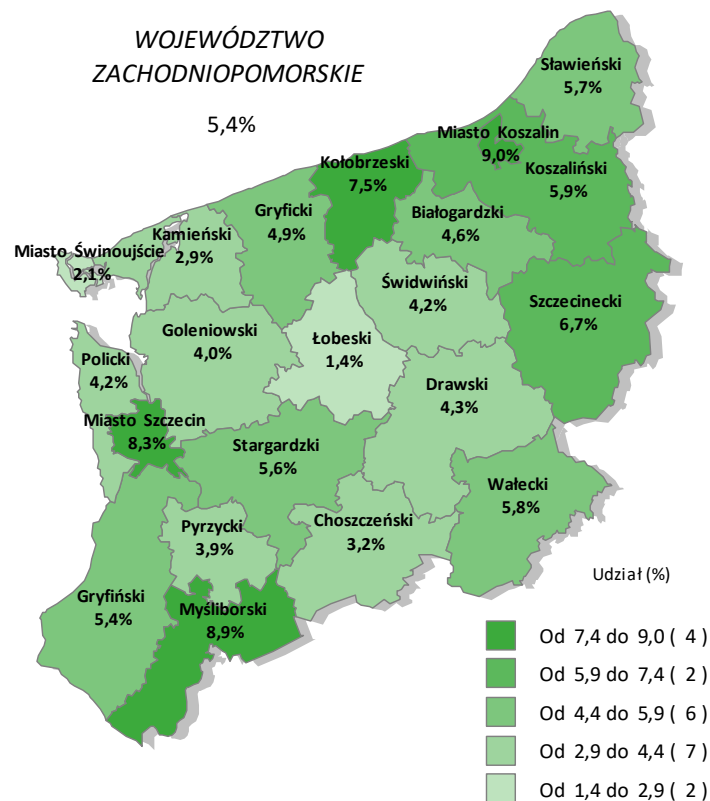 WOJEWÓDZTWO
ZACHODNIOPOMORSKIE
5,4%
Sławieński
5,7%
Miasto Koszalin
9,0%
Koszaliński
5,9%
Kołobrzeski
7,5%
Gryficki
4,9%
Białogardzki
4,6%
Kamieński
2,9%
Miasto Świnoujście
2,1%
Świdwiński
4,2%
Szczecinecki
6,7%
Goleniowski
4,0%
Łobeski
1,4%
Policki
4,2%
Drawski
4,3%
Miasto Szczecin
8,3%
Stargardzki
5,6%
Wałecki
5,8%
Pyrzycki
3,9%
Choszczeński
3,2%
Gryfiński
5,4%
Myśliborski
8,9%
Udział (%)
Od 7,4 do 9,0 ( 4 )
Od 5,9 do 7,4 ( 2 )
Od 4,4 do 5,9 ( 6 )
Od 2,9 do 4,4 ( 7 )
Od 1,4 do 2,9 ( 2 )